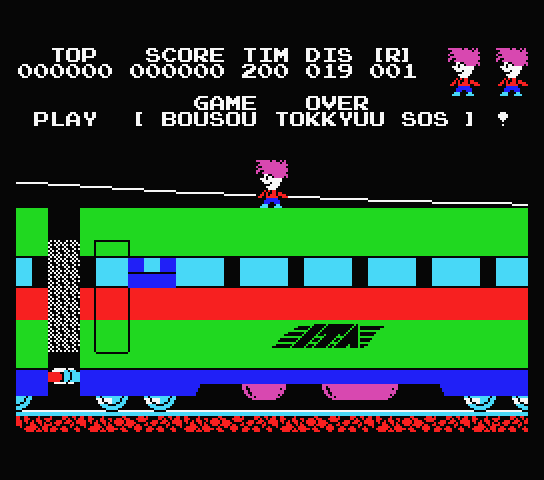 TOP SCORE TIM DIS [R]
000000 000000 200 019 001
GAME OVER
PLAY [ BOUSOU TOKKYUU SOS ] !